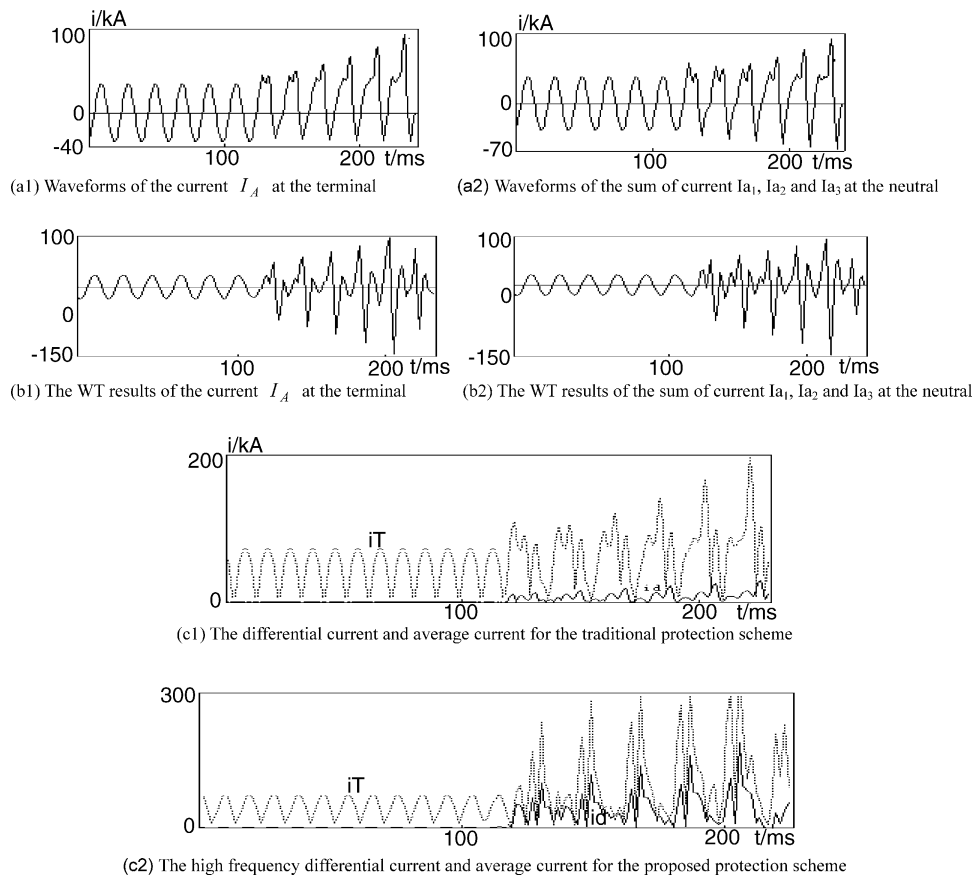 i/kA
100
0
-40
100
200
t/ms
(a1) Waveforms of the current I_A at the terminal
i/kA
100
0
-70
100
200
t/ms
(a2) Waveforms of the sum of current Ia₁, Ia₂ and Ia₃ at the neutral
100
0
-150
100
200
t/ms
(b1) The WT results of the current I_A at the terminal
100
0
-150
100
200
t/ms
(b2) The WT results of the sum of current Ia₁, Ia₂ and Ia₃ at the neutral
i/kA
200
iT
0
100
200
t/ms
(c1) The differential current and average current for the traditional protection scheme
300
iT
id
0
100
200
t/ms
(c2) The high frequency differential current and average current for the proposed protection scheme